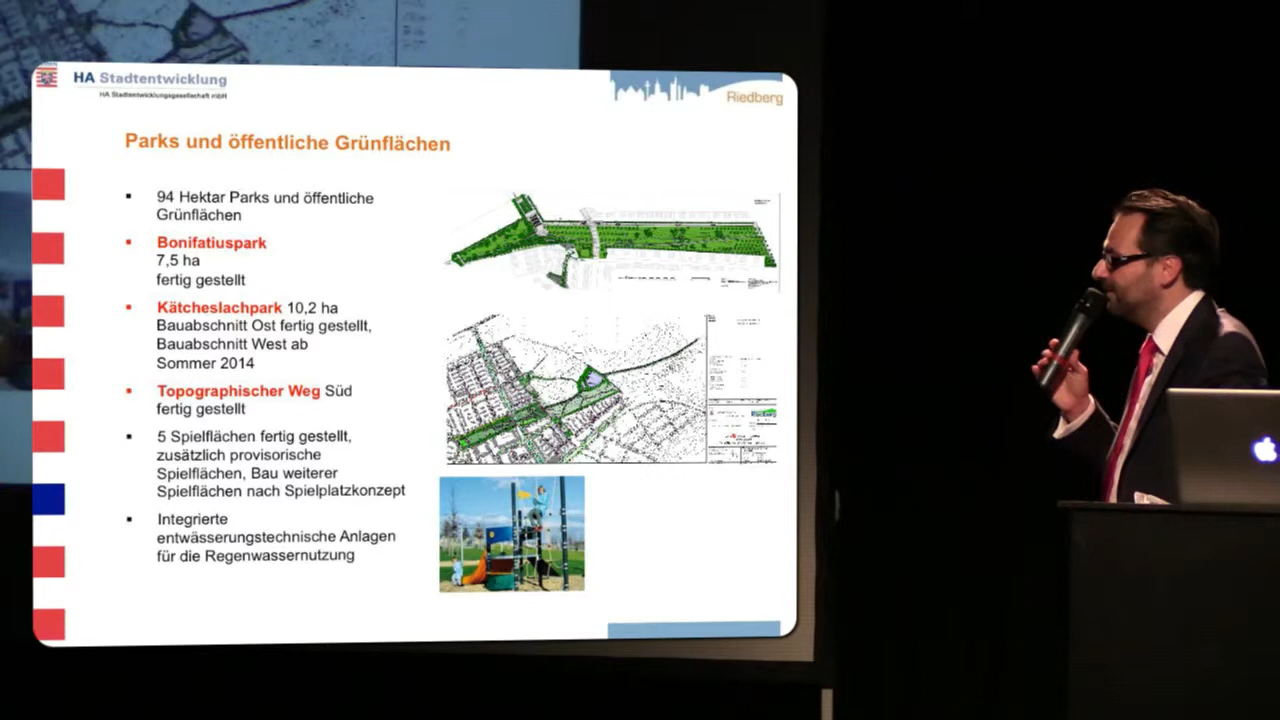 HA Stadtentwicklung
HA Stadtentwicklungsgesellschaft mbH
Riedberg
Parks und öffentliche Grünflächen
▪ 94 Hektar Parks und öffentliche
Grünflächen
▪ Bonifatiuspark
7,5 ha
fertig gestellt
▪ Kätcheslachpark 10,2 ha
Bauabschnitt Ost fertig gestellt,
Bauabschnitt West ab
Sommer 2014
▪ Topographischer Weg Süd
fertig gestellt
▪ 5 Spielflächen fertig gestellt,
zusätzlich provisorische
Spielflächen, Bau weiterer
Spielflächen nach Spielplatzkonzept
▪ Integrierte
entwässerungstechnische Anlagen
für die Regenwassernutzung